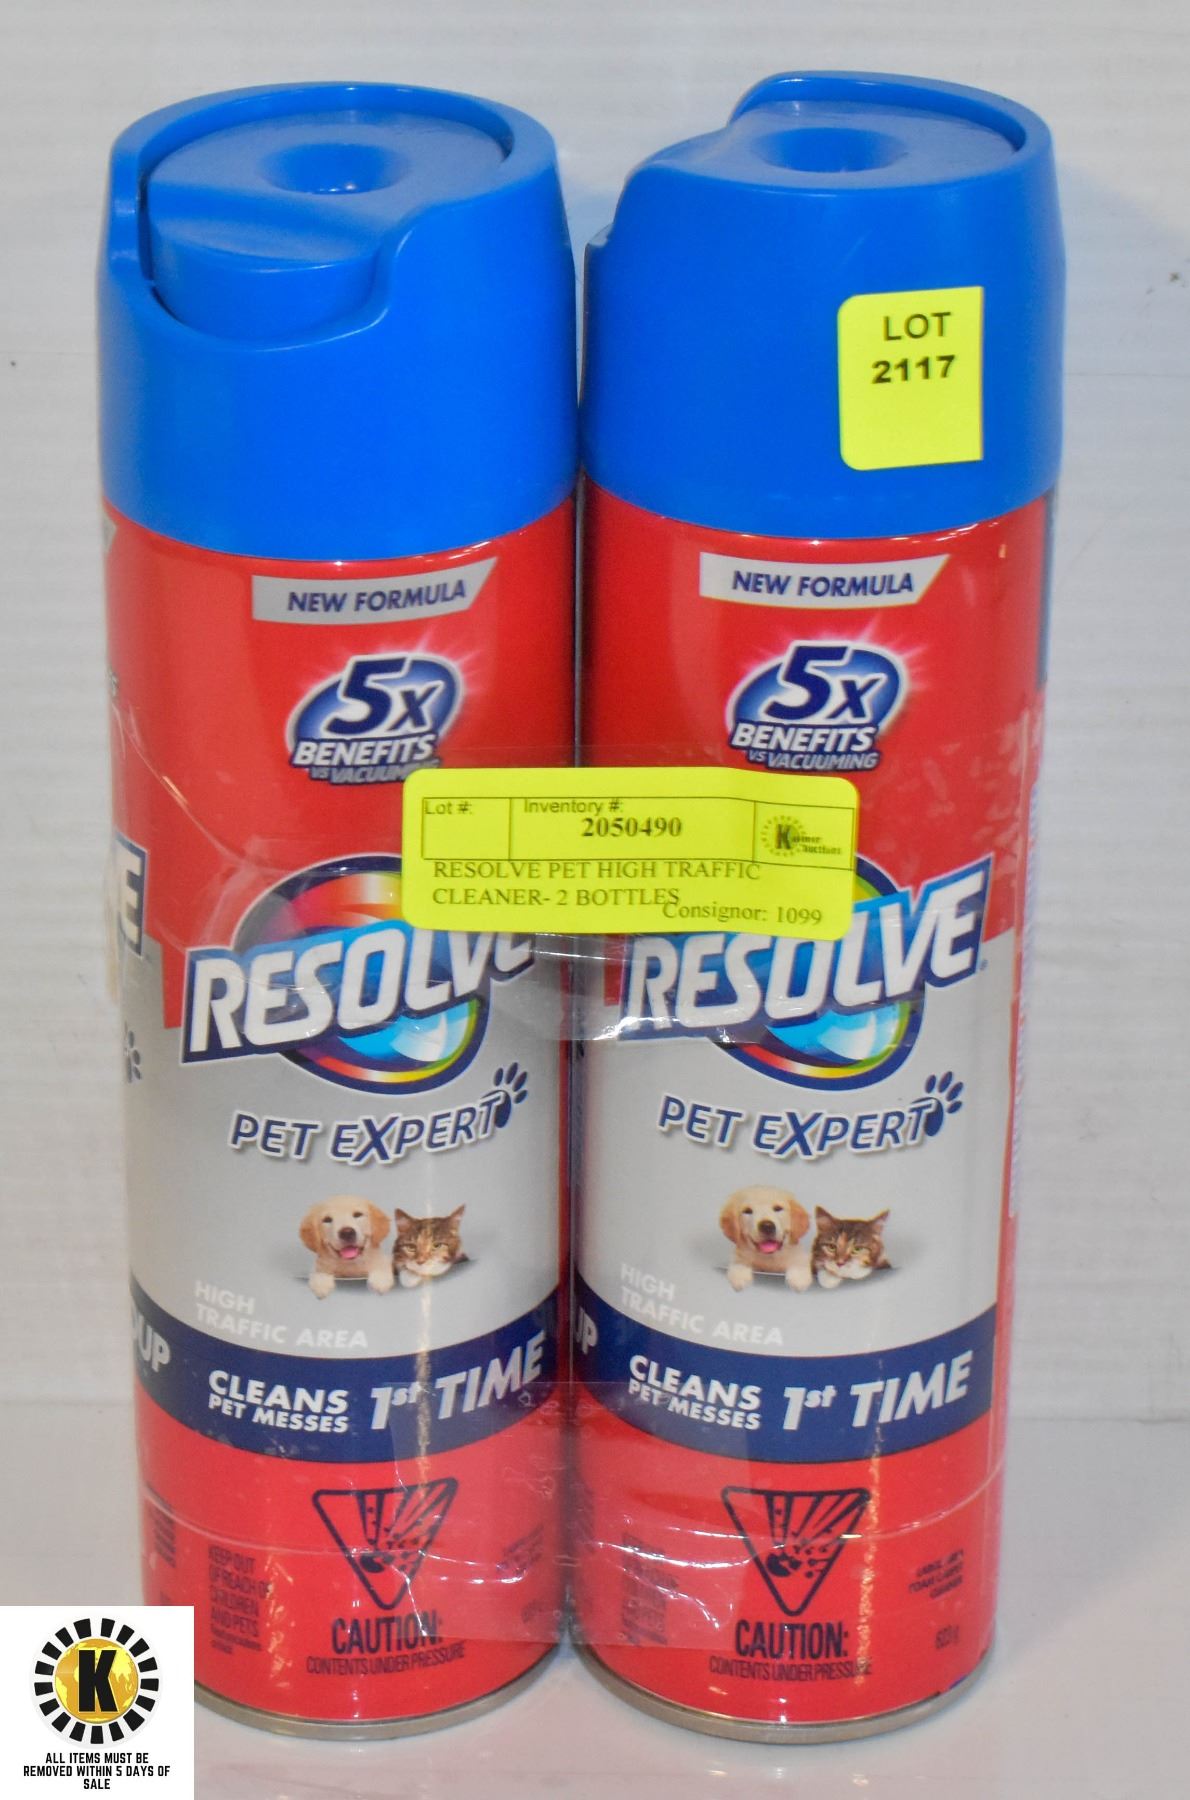 LOT
2117
NEW FORMULA
5x
BENEFITS
VS VACUUMING
NEW FORMULA
5x
BENEFITS
VS VACUUMING
Lot #:
Inventory #:
2050490
RESOLVE PET HIGH TRAFFIC
CLEANER- 2 BOTTLES
Consignor: 1099
RESOLVE
PET EXPERT
HIGH
TRAFFIC AREA
CLEANS
PET MESSES
1st TIME
KEEP OUT
OF REACH OF
CHILDREN
AND PETS.
CAUTION:
CONTENTS UNDER PRESSURE
RESOLVE
PET EXPERT
HIGH
TRAFFIC AREA
CLEANS
PET MESSES
1st TIME
CAUTION:
CONTENTS UNDER PRESSURE
623 g
K
ALL ITEMS MUST BE
REMOVED WITHIN 5 DAYS OF
SALE